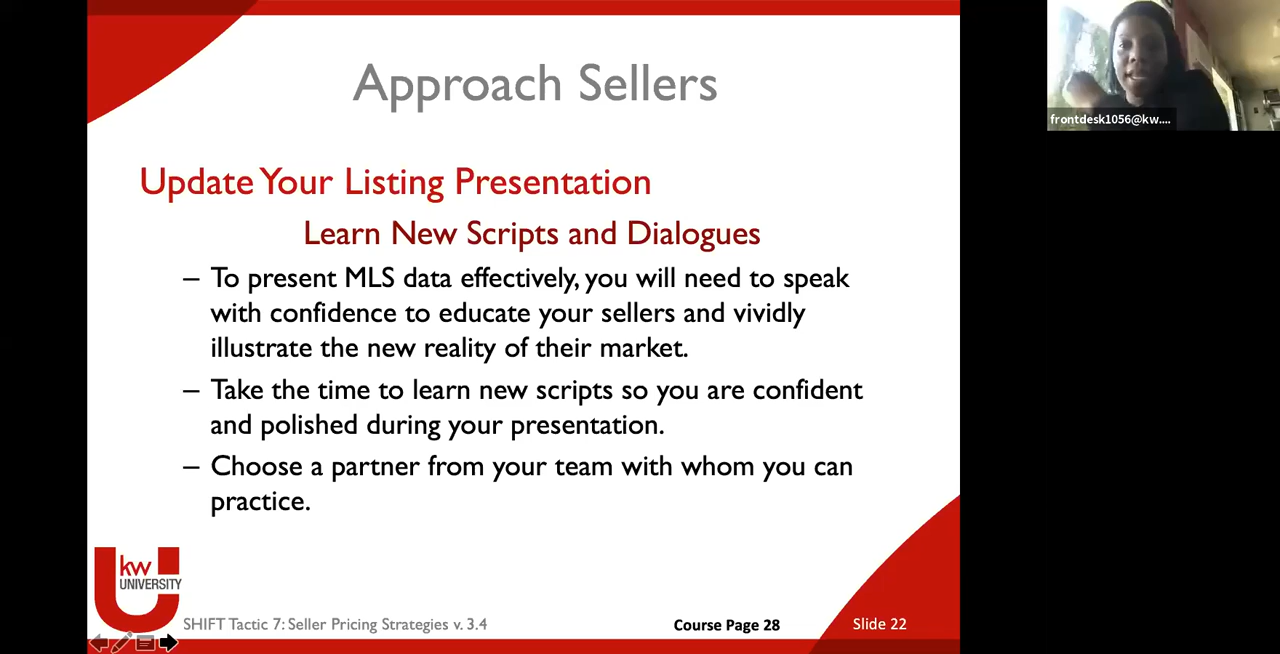 Approach Sellers
frontdesk1056@kw....
Update Your Listing Presentation
Learn New Scripts and Dialogues
– To present MLS data effectively, you will need to speak
with confidence to educate your sellers and vividly
illustrate the new reality of their market.
– Take the time to learn new scripts so you are confident
and polished during your presentation.
– Choose a partner from your team with whom you can
practice.
kw
UNIVERSITY
SHIFT Tactic 7: Seller Pricing Strategies v. 3.4
Course Page 28
Slide 22